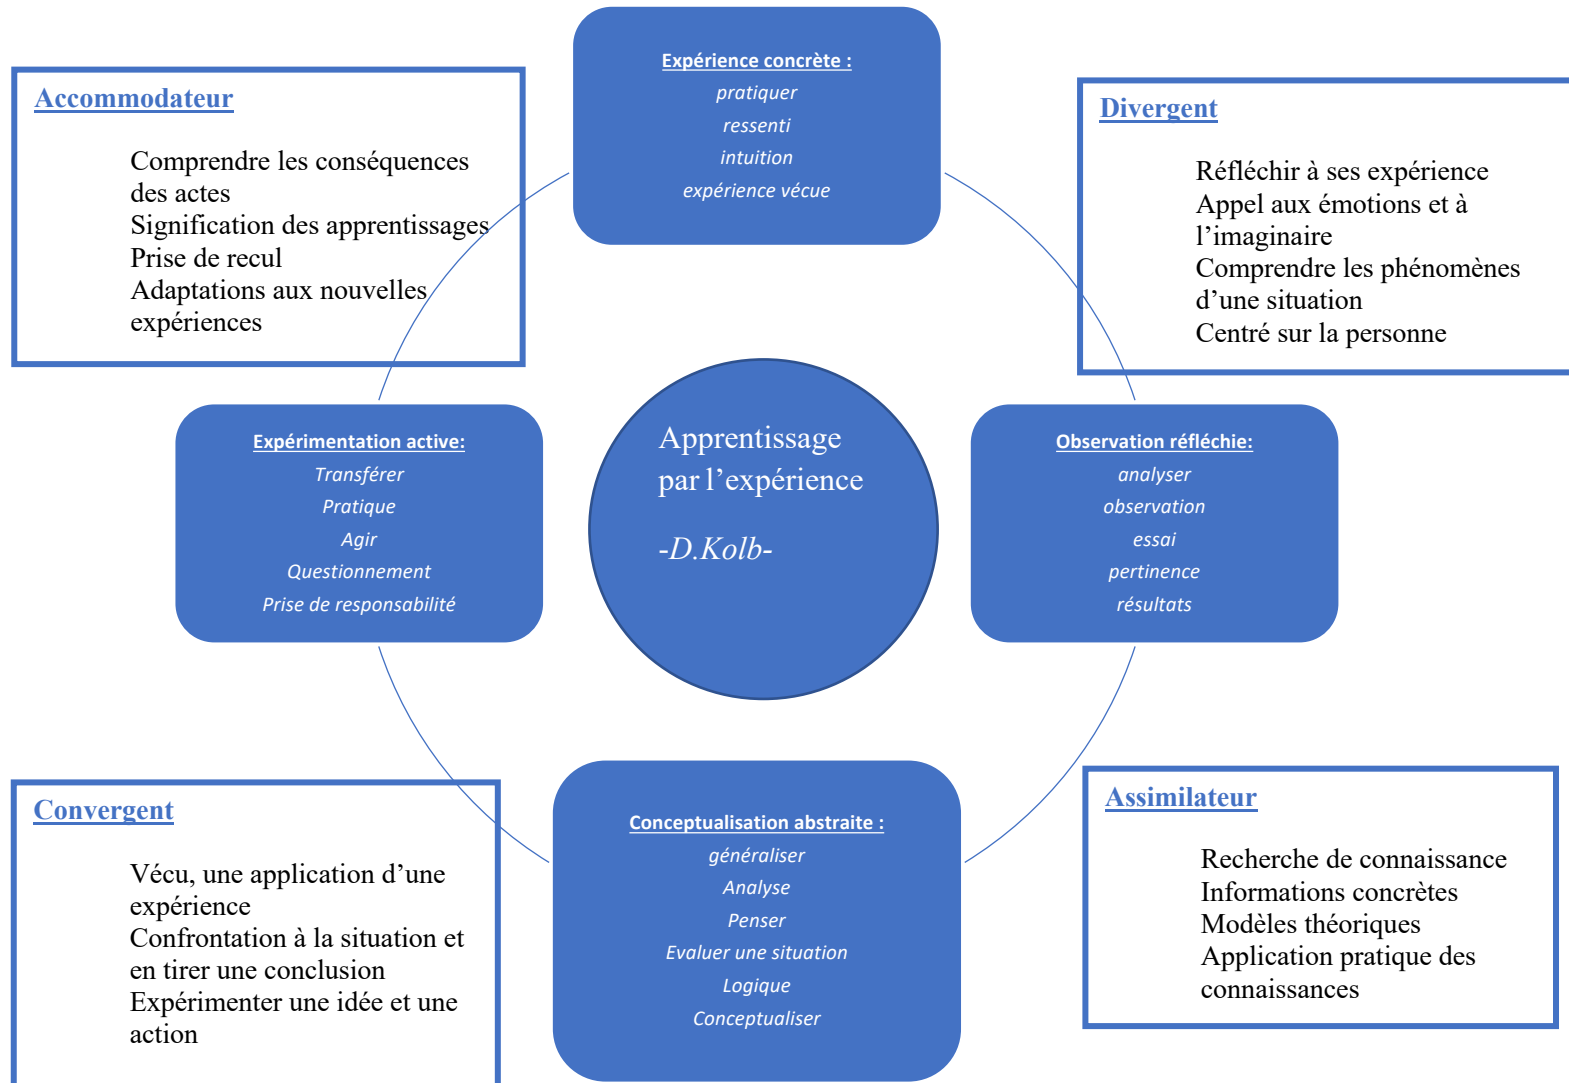 Expérience concrète :
pratiquer
ressenti
intuition
expérience vécue
Accommodateur
Comprendre les conséquences
des actes
Signification des apprentissages
Prise de recul
Adaptations aux nouvelles
expériences
Divergent
Réfléchir à ses expérience
Appel aux émotions et à
l’imaginaire
Comprendre les phénomènes
d’une situation
Centré sur la personne
Expérimentation active:
Transférer
Pratique
Agir
Questionnement
Prise de responsabilité
Apprentissage
par l’expérience
-D.Kolb-
Observation réfléchie:
analyser
observation
essai
pertinence
résultats
Convergent
Vécu, une application d’une
expérience
Confrontation à la situation et
en tirer une conclusion
Expérimenter une idée et une
action
Conceptualisation abstraite :
généraliser
Analyse
Penser
Evaluer une situation
Logique
Conceptualiser
Assimilateur
Recherche de connaissance
Informations concrètes
Modèles théoriques
Application pratique des
connaissances